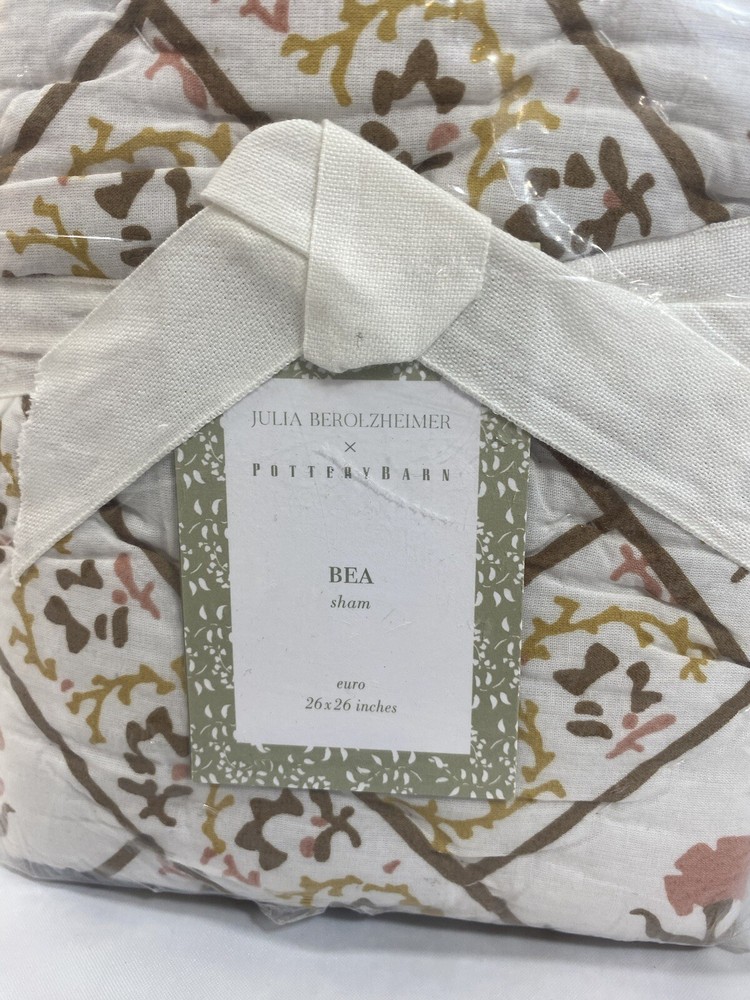 JULIA BEROLZHEIMER
×
POTTERYBARN
BEA
sham
euro
26x26 inches